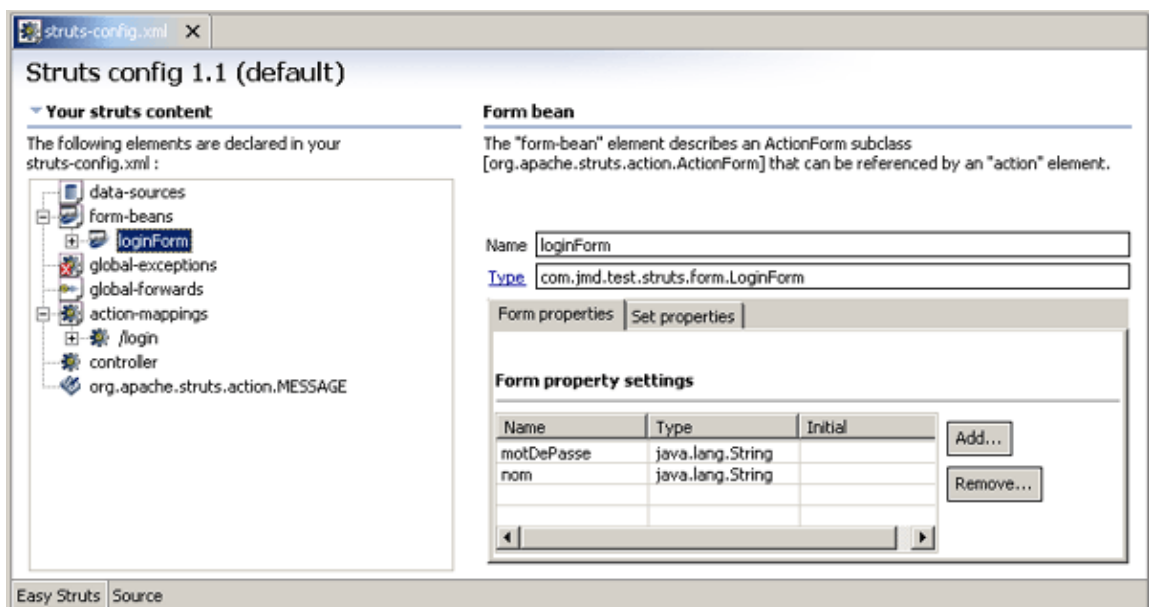 struts-config.xml
Struts config 1.1 (default)
Your struts content
The following elements are declared in your
struts-config.xml :
data-sources
form-beans
loginForm
global-exceptions
global-forwards
action-mappings
/login
controller
org.apache.struts.action.MESSAGE
Form bean
The "form-bean" element describes an ActionForm subclass
[org.apache.struts.action.ActionForm] that can be referenced by an "action" element.
Name loginForm
Type com.jmd.test.struts.form.LoginForm
Form properties Set properties
Form property settings
Name Type Initial
motDePasse java.lang.String
nom java.lang.String
Add...
Remove...
Easy Struts Source